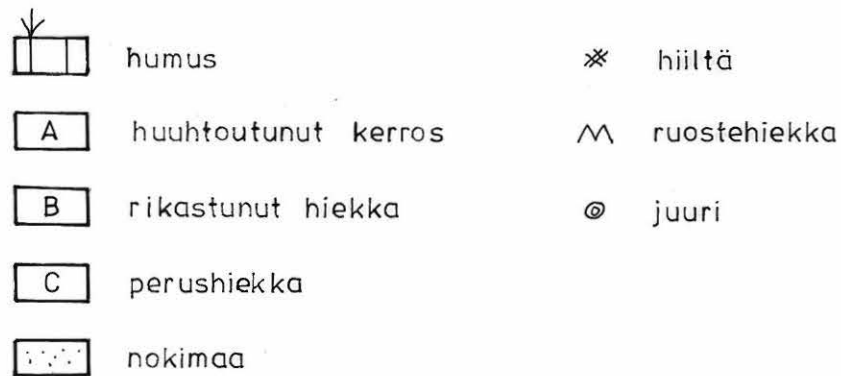 humus
A huuhtoutunut kerros
B rikastunut hiekka
C perushiekka
nokimaa
hiiltä
ruostehiekka
juuri